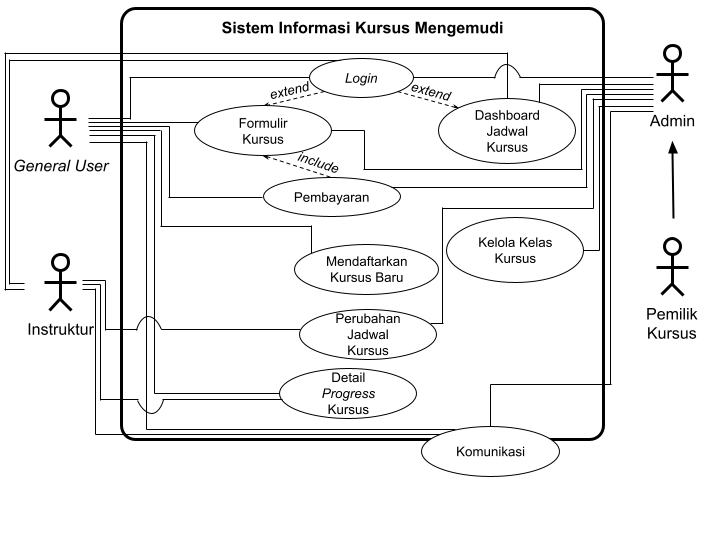 Sistem Informasi Kursus Mengemudi
Login
extend
extend
Formulir
Kursus
Dashboard
Jadwal
Kursus
Admin
General User
include
Pembayaran
Kelola Kelas
Kursus
Mendaftarkan
Kursus Baru
Instruktur
Perubahan
Jadwal
Kursus
Pemilik
Kursus
Detail
Progress
Kursus
Komunikasi